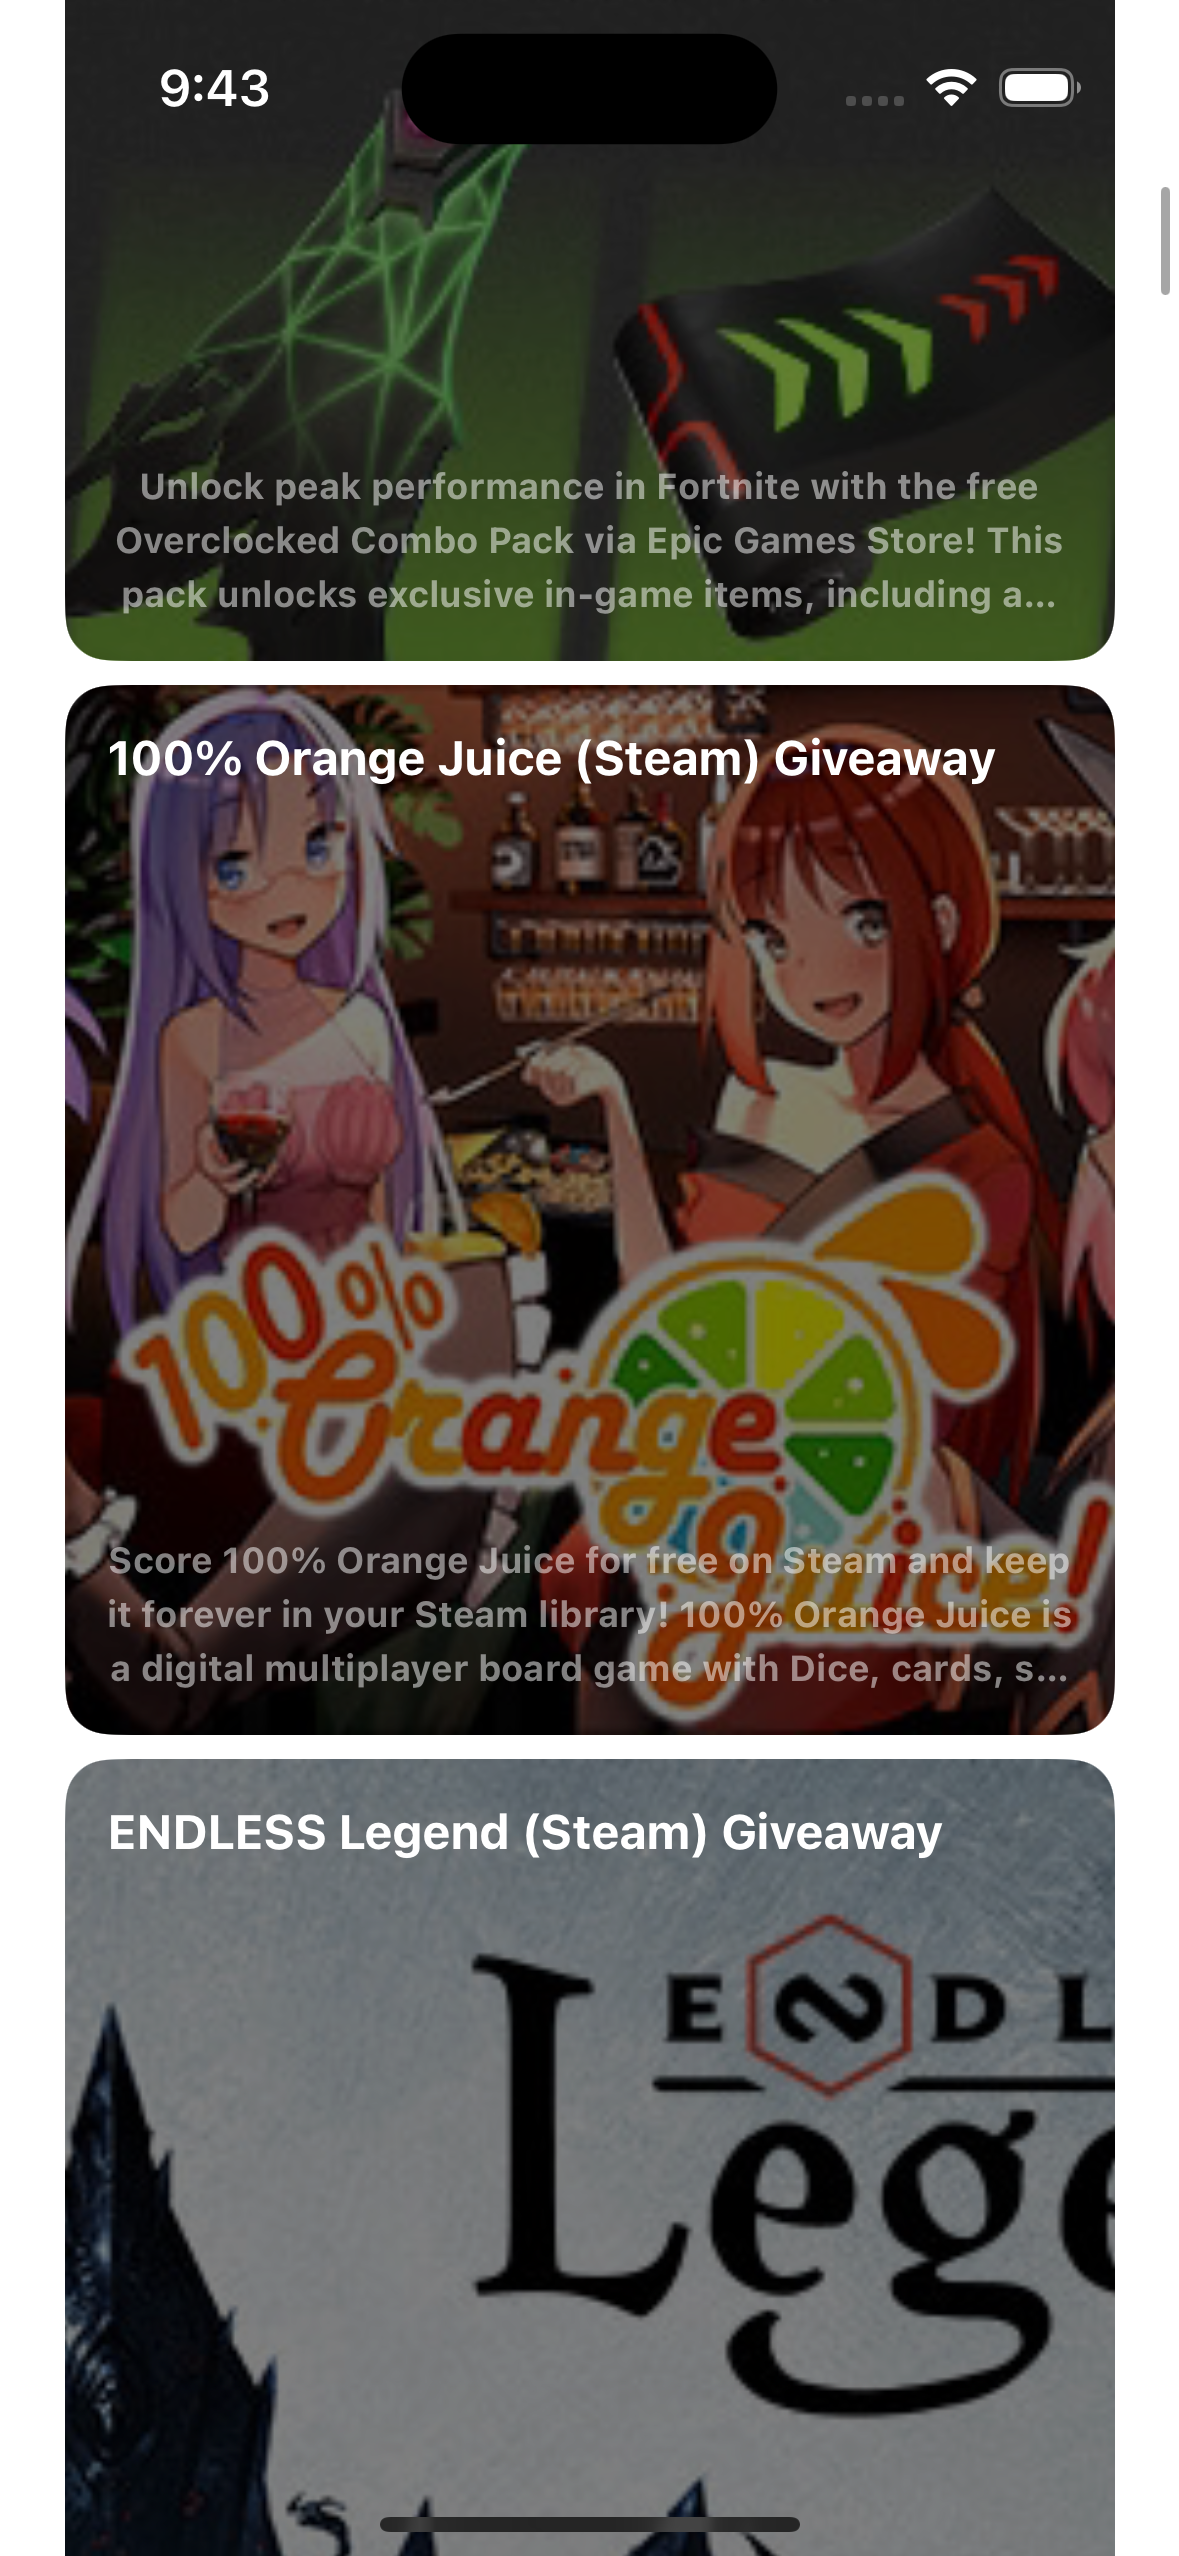 9:43
Unlock peak performance in Fortnite with the free
Overclocked Combo Pack via Epic Games Store! This
pack unlocks exclusive in-game items, including a...
100% Orange Juice (Steam) Giveaway
100%
Orange
Juice!
Score 100% Orange Juice for free on Steam and keep
it forever in your Steam library! 100% Orange Juice is
a digital multiplayer board game with Dice, cards, s...
ENDLESS Legend (Steam) Giveaway
ENDL
Lege